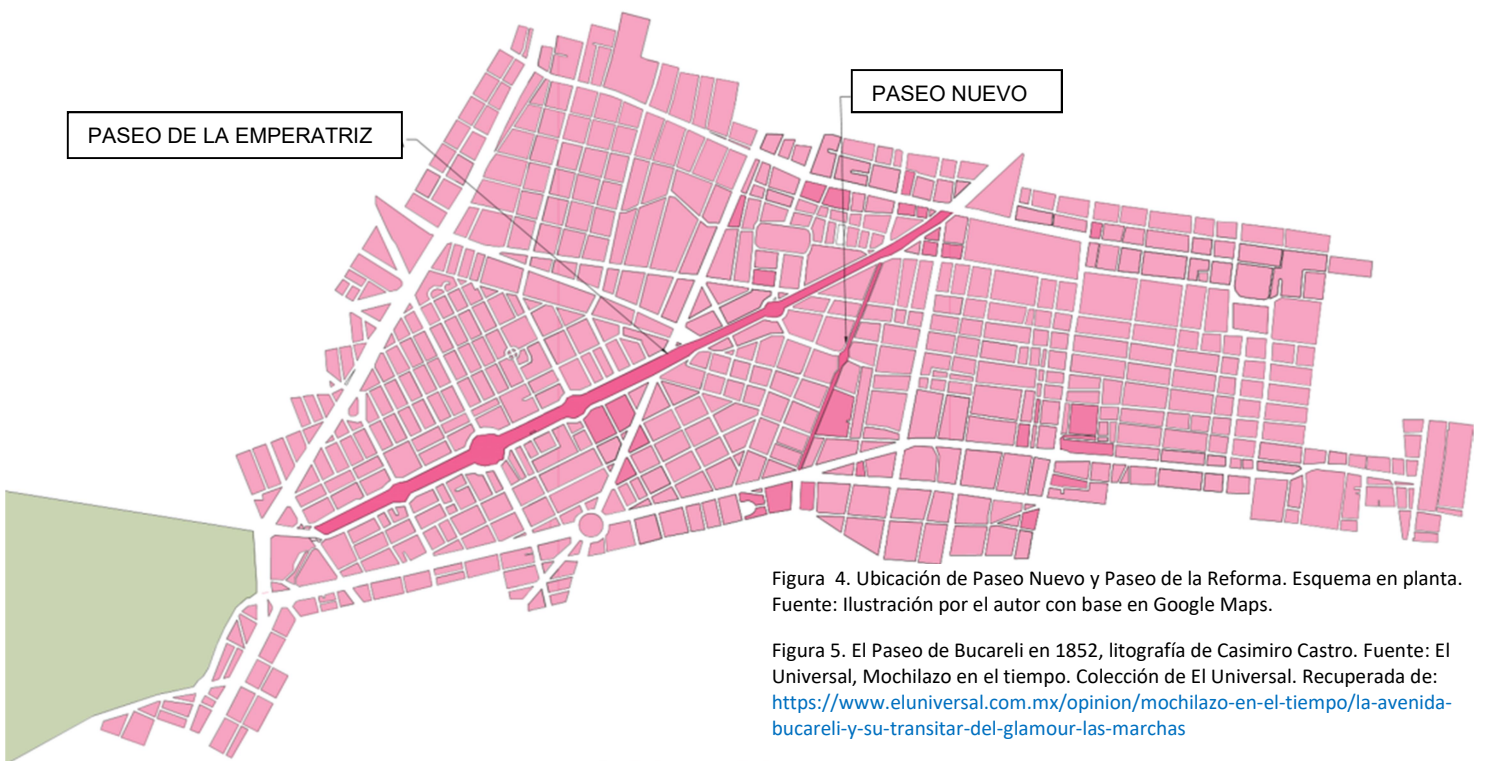 PASEO NUEVO
PASEO DE LA EMPERATRIZ
Figura 4. Ubicación de Paseo Nuevo y Paseo de la Reforma. Esquema en planta.
Fuente: Ilustración por el autor con base en Google Maps.
Figura 5. El Paseo de Bucareli en 1852, litografía de Casimiro Castro. Fuente: El
Universal, Mochilazo en el tiempo. Colección de El Universal. Recuperada de:
https://www.eluniversal.com.mx/opinion/mochilazo-en-el-tiempo/la-avenida-
bucareli-y-su-transitar-del-glamour-las-marchas